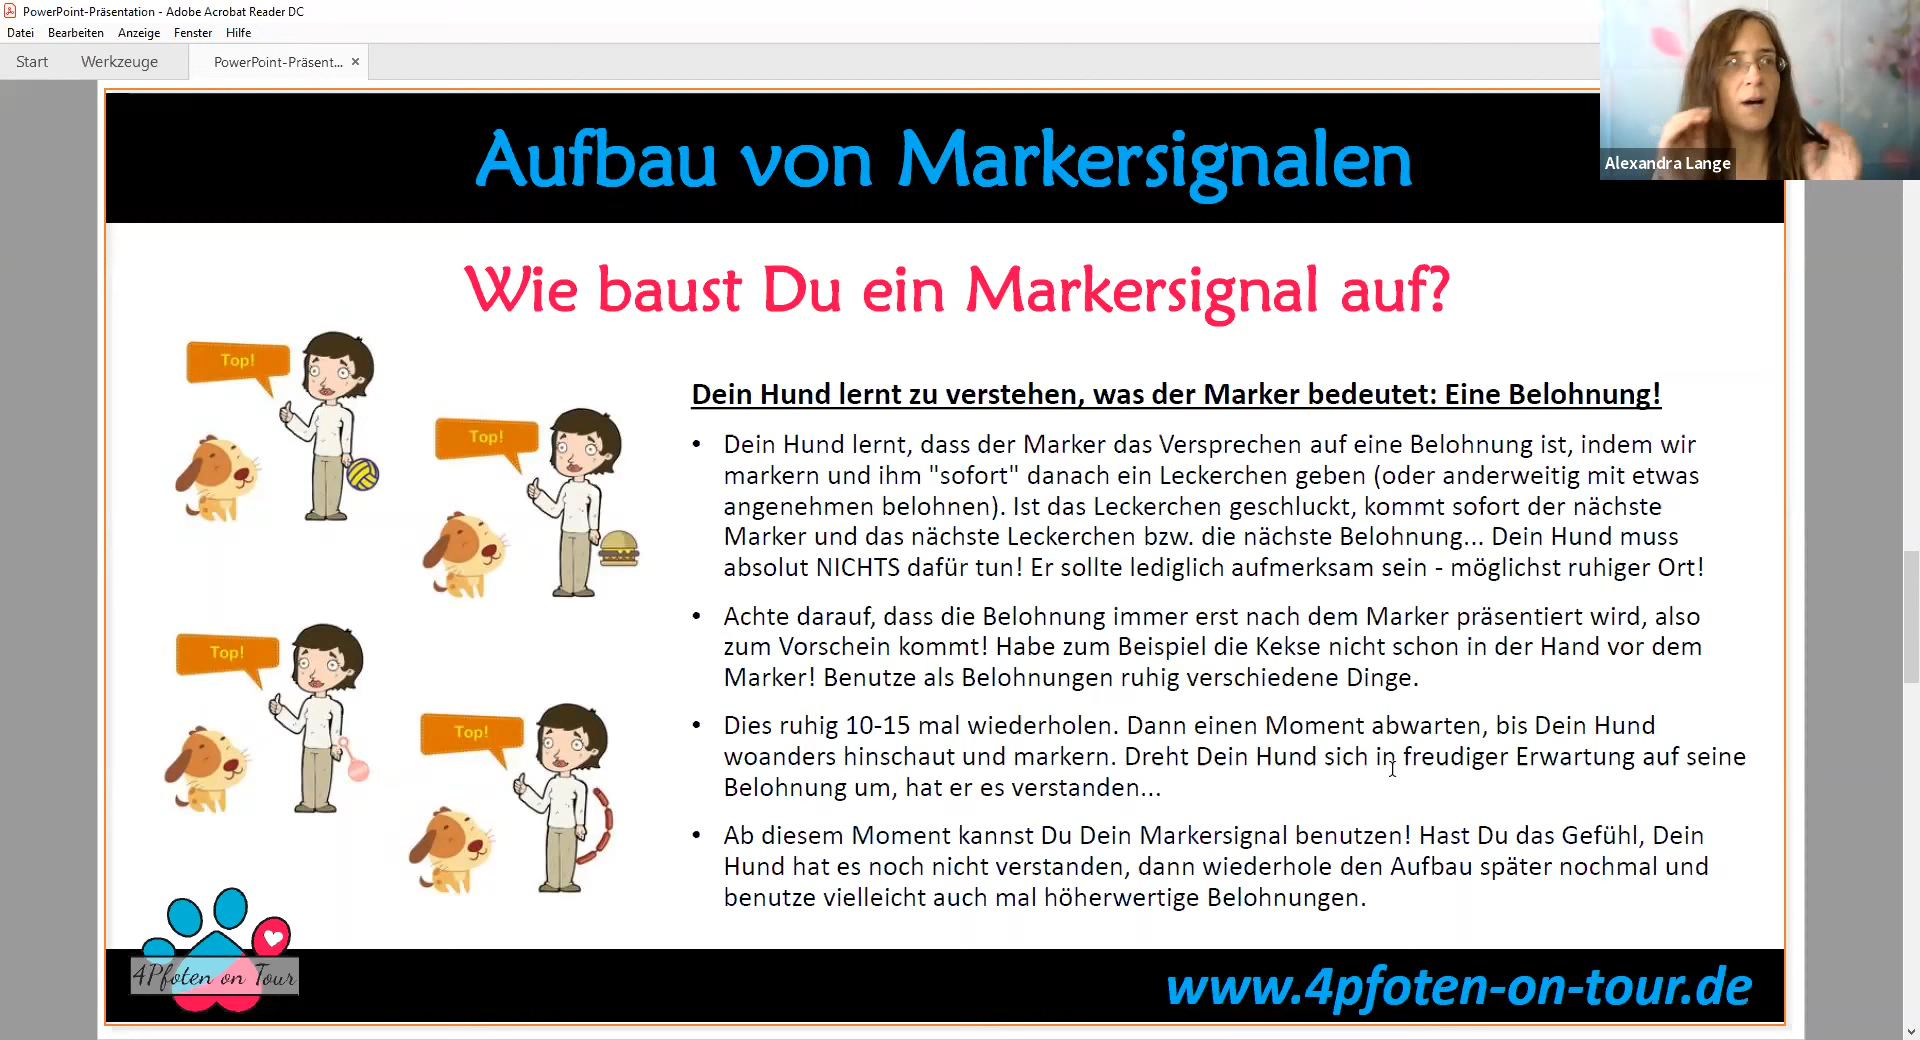 PowerPoint-Präsentation - Adobe Acrobat Reader DC
Datei Bearbeiten Anzeige Fenster Hilfe
Start Werkzeuge PowerPoint-Präsent... ×
Alexandra Lange
Aufbau von Markersignalen
Wie baust Du ein Markersignal auf?
Top!
Top!
Top!
Top!
Dein Hund lernt zu verstehen, was der Marker bedeutet: Eine Belohnung!
• Dein Hund lernt, dass der Marker das Versprechen auf eine Belohnung ist, indem wir
markern und ihm "sofort" danach ein Leckerchen geben (oder anderweitig mit etwas
angenehmen belohnen). Ist das Leckerchen geschluckt, kommt sofort der nächste
Marker und das nächste Leckerchen bzw. die nächste Belohnung... Dein Hund muss
absolut NICHTS dafür tun! Er sollte lediglich aufmerksam sein - möglichst ruhiger Ort!
• Achte darauf, dass die Belohnung immer erst nach dem Marker präsentiert wird, also
zum Vorschein kommt! Habe zum Beispiel die Kekse nicht schon in der Hand vor dem
Marker! Benutze als Belohnungen ruhig verschiedene Dinge.
• Dies ruhig 10-15 mal wiederholen. Dann einen Moment abwarten, bis Dein Hund
woanders hinschaut und markern. Dreht Dein Hund sich in freudiger Erwartung auf seine
Belohnung um, hat er es verstanden...
• Ab diesem Moment kannst Du Dein Markersignal benutzen! Hast Du das Gefühl, Dein
Hund hat es noch nicht verstanden, dann wiederhole den Aufbau später nochmal und
benutze vielleicht auch mal höherwertige Belohnungen.
4Pfoten on Tour
www.4pfoten-on-tour.de